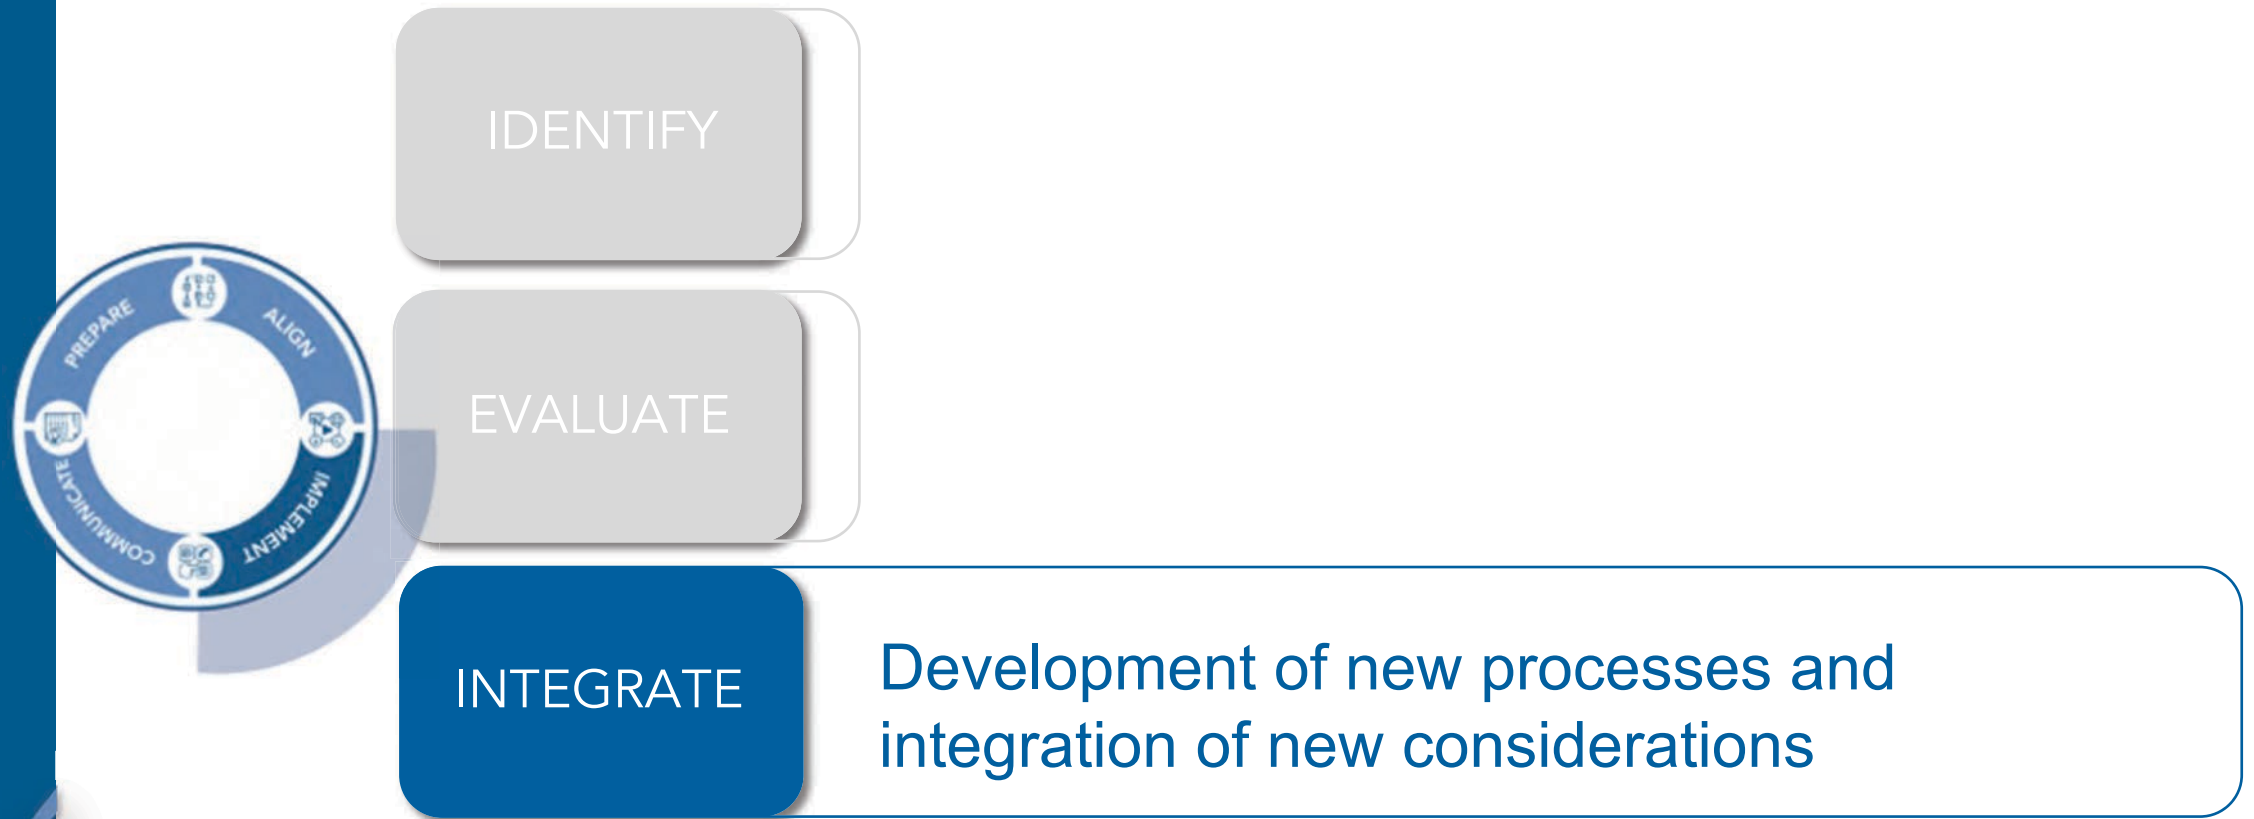 IDENTIFY
PREPARE
ALIGN
EVALUATE
COMMUNICATE
IMPLEMENT
INTEGRATE
Development of new processes and
integration of new considerations